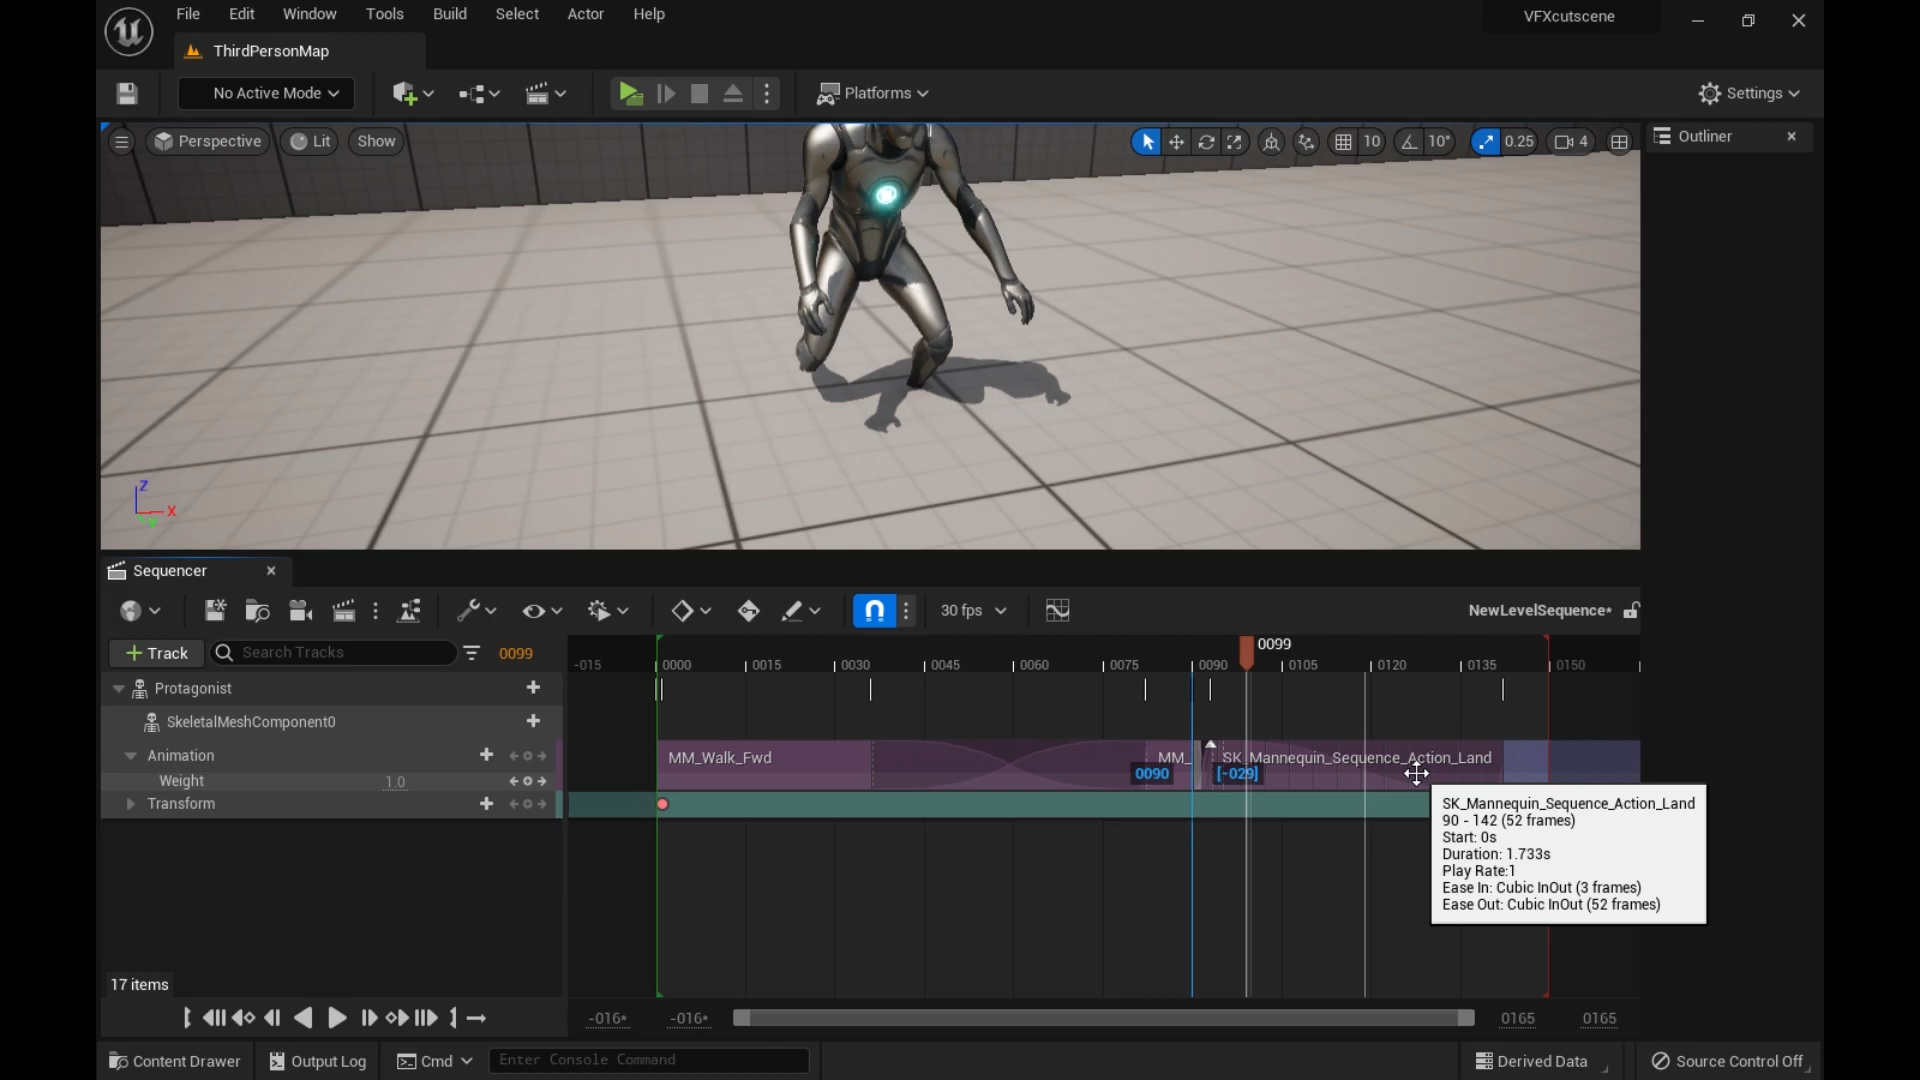 File Edit Window Tools Build Select Actor Help
VFXcutscene
ThirdPersonMap
No Active Mode
Platforms
Settings
Perspective
Lit
Show
10
10°
0.25
4
Outliner
Z
X
Y
Sequencer
30 fps
NewLevelSequence*
Track
Search Tracks
0099
0099
-015 0000 0015 0030 0045 0060 0075 0090 0105 0120 0135 0150
Protagonist
SkeletalMeshComponent0
Animation
Weight 1.0
Transform
MM_Walk_Fwd
MM_
SK_Mannequin_Sequence_Action_Land
0090
[-029]
SK_Mannequin_Sequence_Action_Land
90 - 142 (52 frames)
Start: 0s
Duration: 1.733s
Play Rate:1
Ease In: Cubic InOut (3 frames)
Ease Out: Cubic InOut (52 frames)
17 items
-016* -016* 0165 0165
Content Drawer
Output Log
Cmd
Enter Console Command
Derived Data
Source Control Off